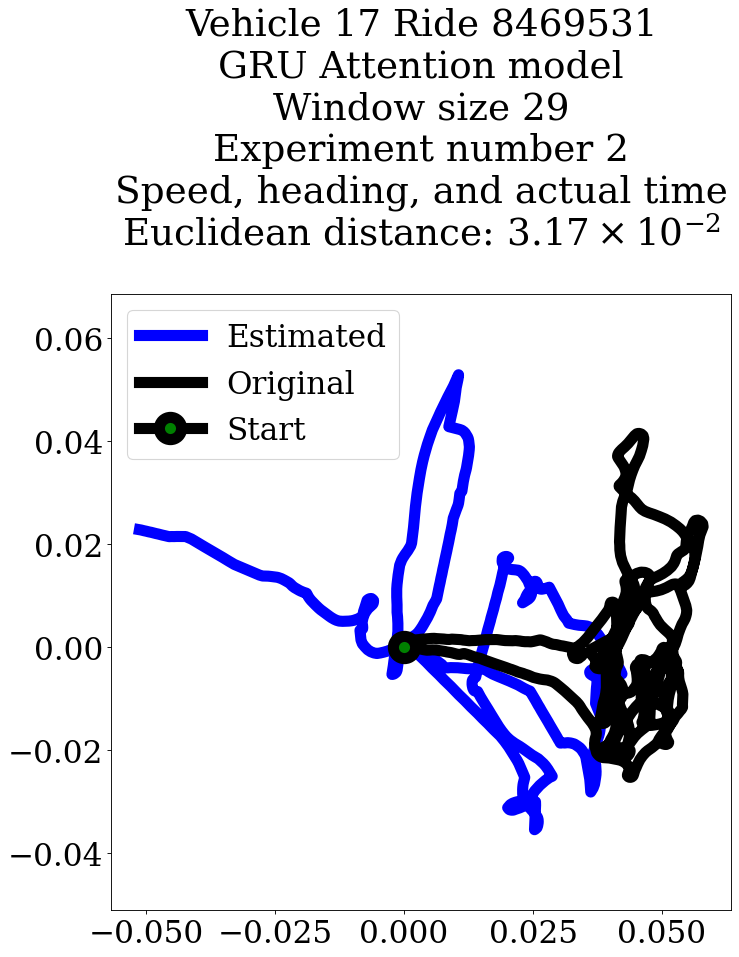 Vehicle 17 Ride 8469531
GRU Attention model
Window size 29
Experiment number 2
Speed, heading, and actual time
Euclidean distance: 3.17 × 10⁻²
Estimated
Original
Start
0.06
0.04
0.02
0.00
−0.02
−0.04
−0.050 −0.025 0.000 0.025 0.050